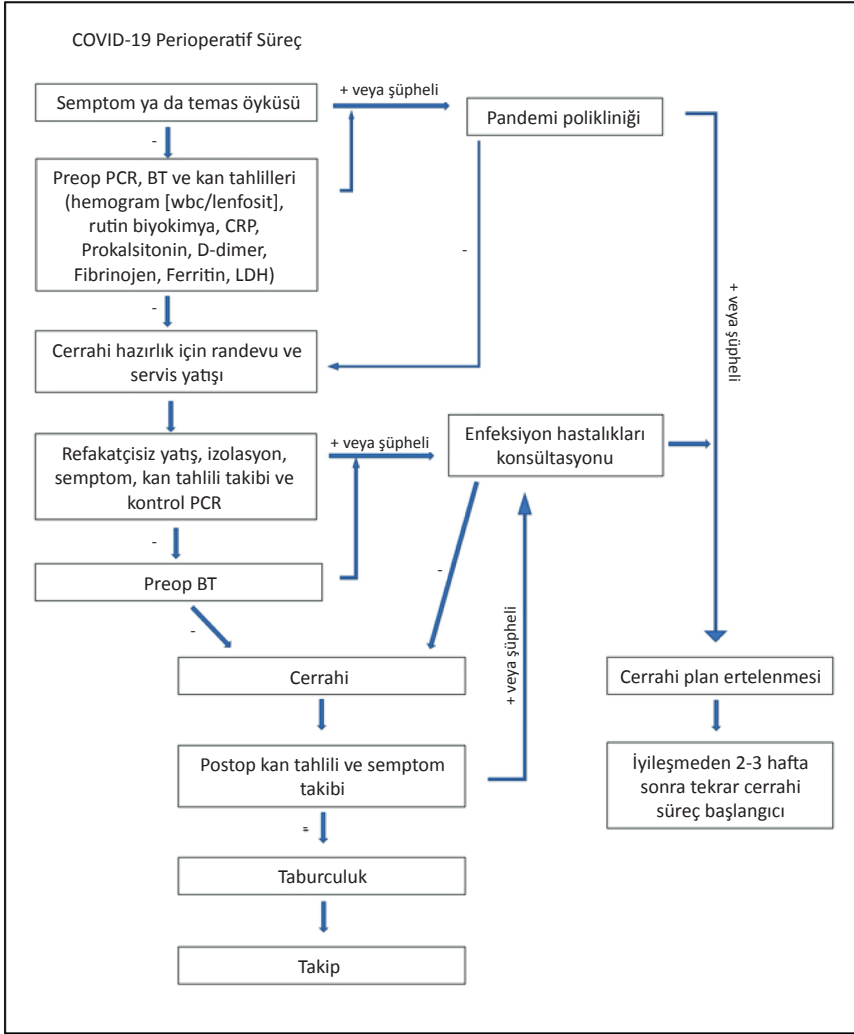 COVID-19 Perioperatif Süreç
Semptom ya da temas öyküsü
+ veya şüpheli
Pandemi polikliniği
-
Preop PCR, BT ve kan tahlilleri
(hemogram [wbc/lenfosit],
rutin biyokimya, CRP,
Prokalsitonin, D-dimer,
Fibrinojen, Ferritin, LDH)
-
+ veya şüpheli
-
Cerrahi hazırlık için randevu ve
servis yatışı
Refakatçisiz yatış, izolasyon,
semptom, kan tahlili takibi ve
kontrol PCR
+ veya şüpheli
Enfeksiyon hastalıkları
konsültasyonu
-
Preop BT
-
-
+ veya şüpheli
Cerrahi
Cerrahi plan ertelenmesi
Postop kan tahlili ve semptom
takibi
İyileşmeden 2-3 hafta
sonra tekrar cerrahi
süreç başlangıcı
=
Taburculuk
Takip